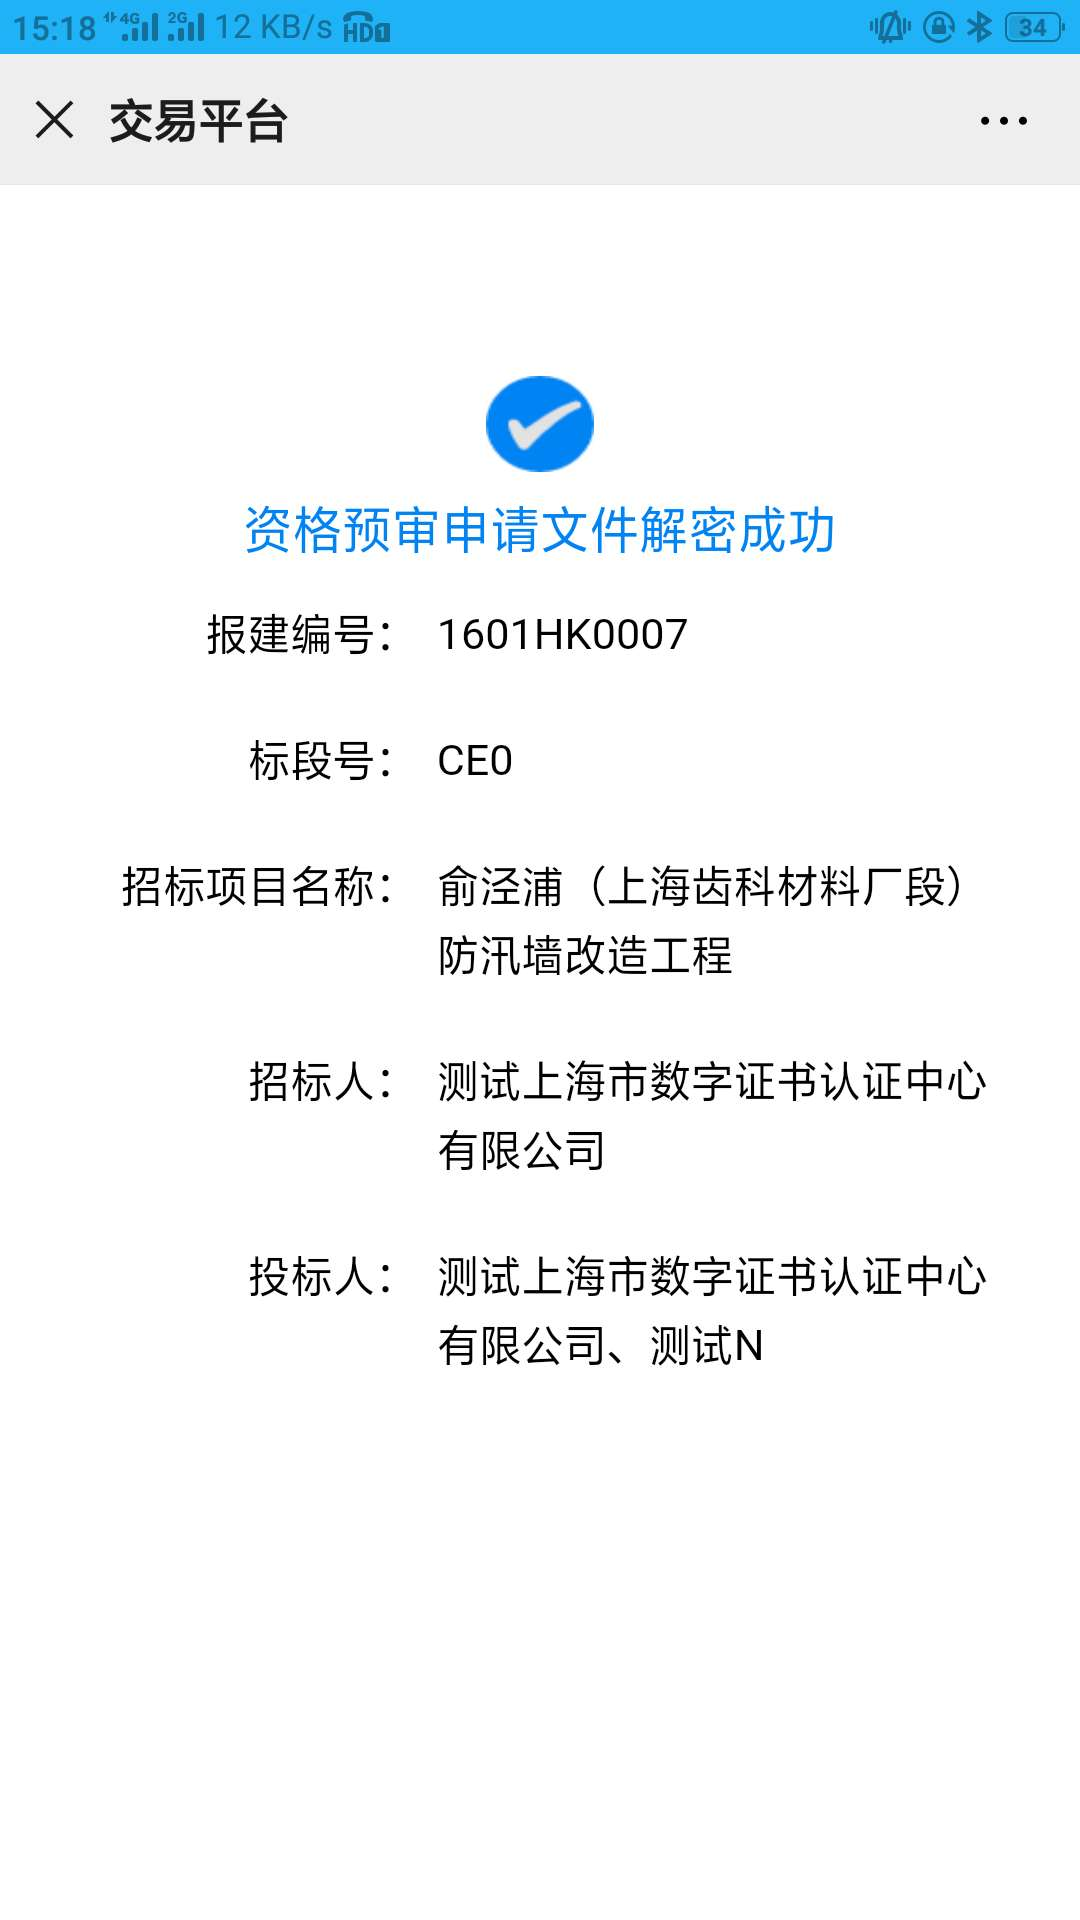 15:18 4G 2G 12 KB/s HD1 34
交易平台
资格预审申请文件解密成功
报建编号： 1601HK0007
标段号： CE0
招标项目名称： 俞泾浦（上海齿科材料厂段）
防汛墙改造工程
招标人： 测试上海市数字证书认证中心
有限公司
投标人： 测试上海市数字证书认证中心
有限公司、测试N